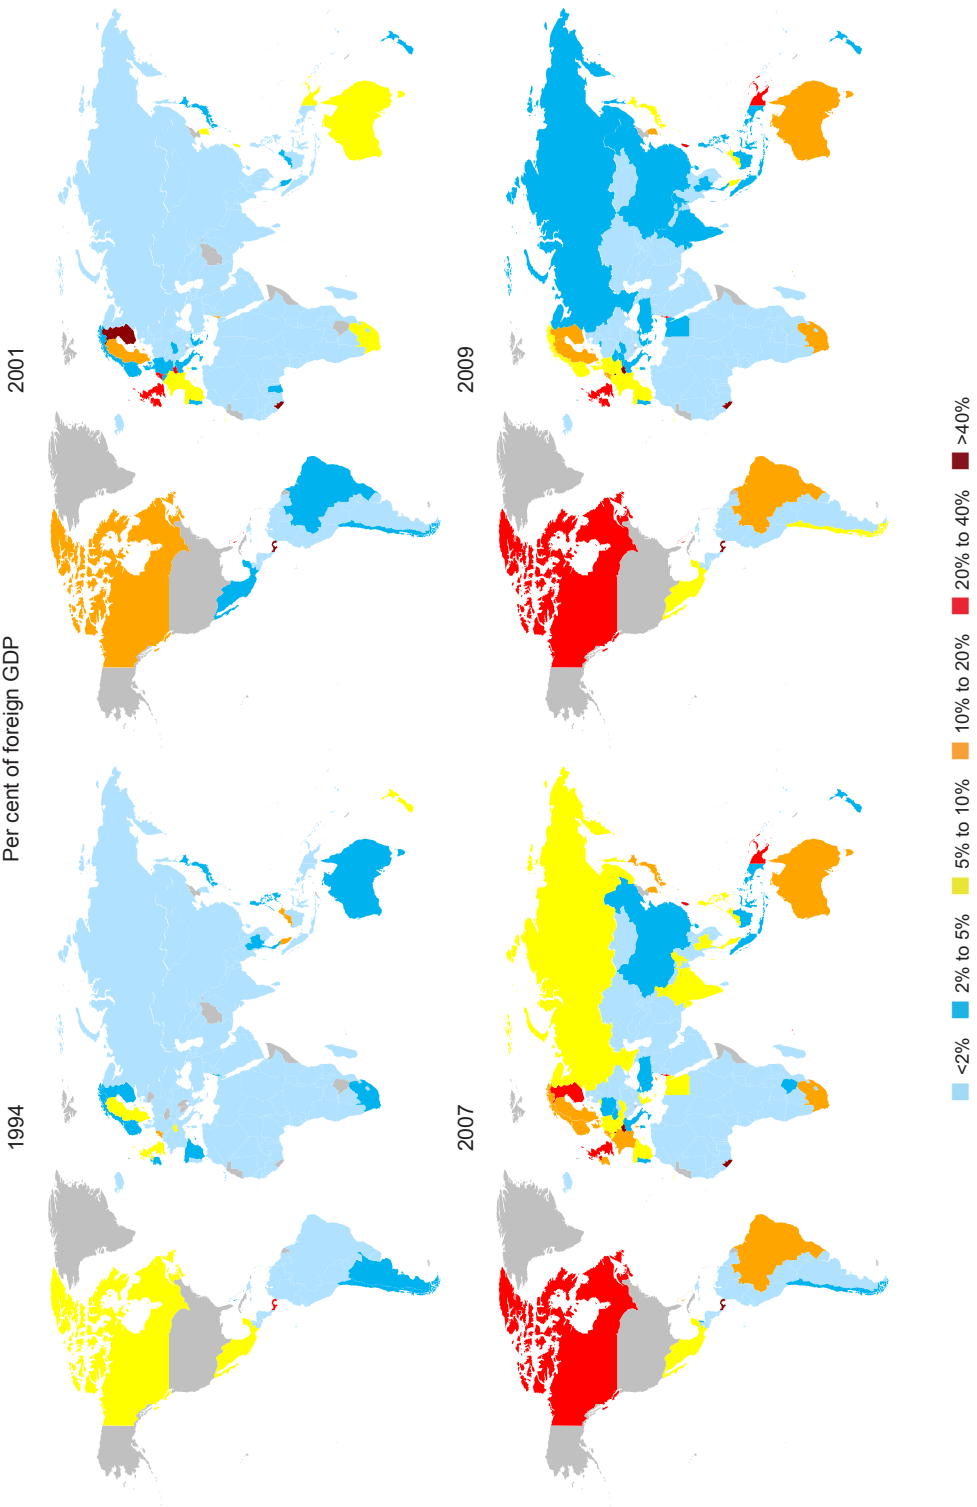 Per cent of foreign GDP
1994
2001
2007
2009
<2%
2% to 5%
5% to 10%
10% to 20%
20% to 40%
>40%